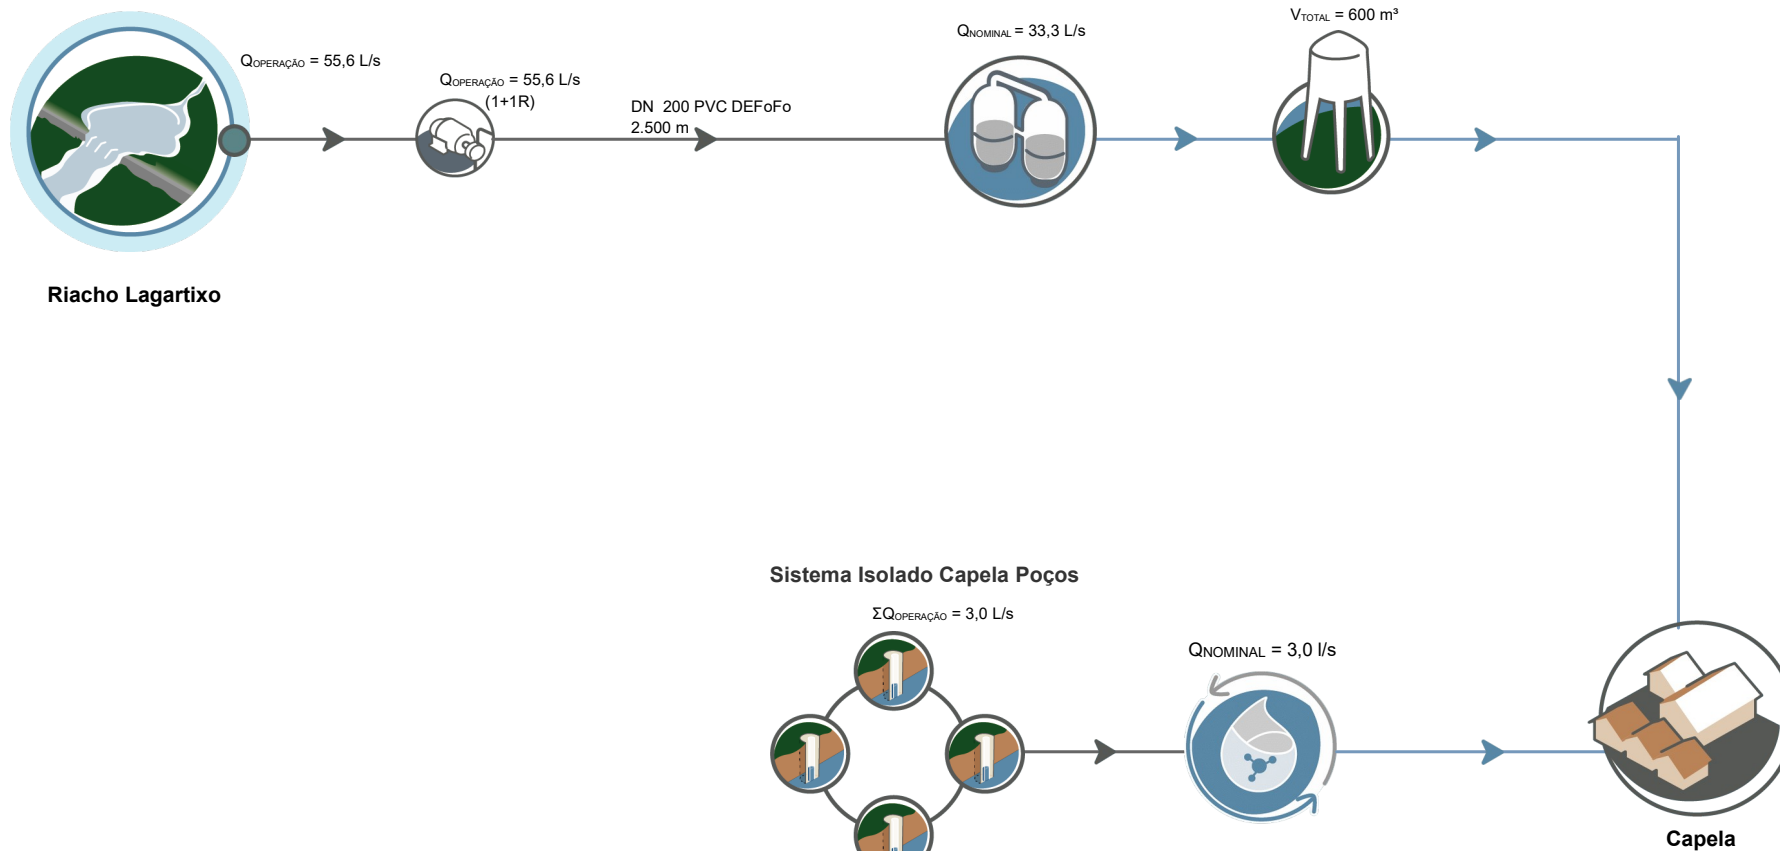 V TOTAL = 600 m³
QNOMINAL = 33,3 L/s
QOPERAÇÃO = 55,6 L/s
QOPERAÇÃO = 55,6 L/s
(1+1R)
DN 200 PVC DEFoFo
2.500 m
Riacho Lagartixo
Sistema Isolado Capela Poços
ΣQOPERAÇÃO = 3,0 L/s
QNOMINAL = 3,0 l/s
Capela